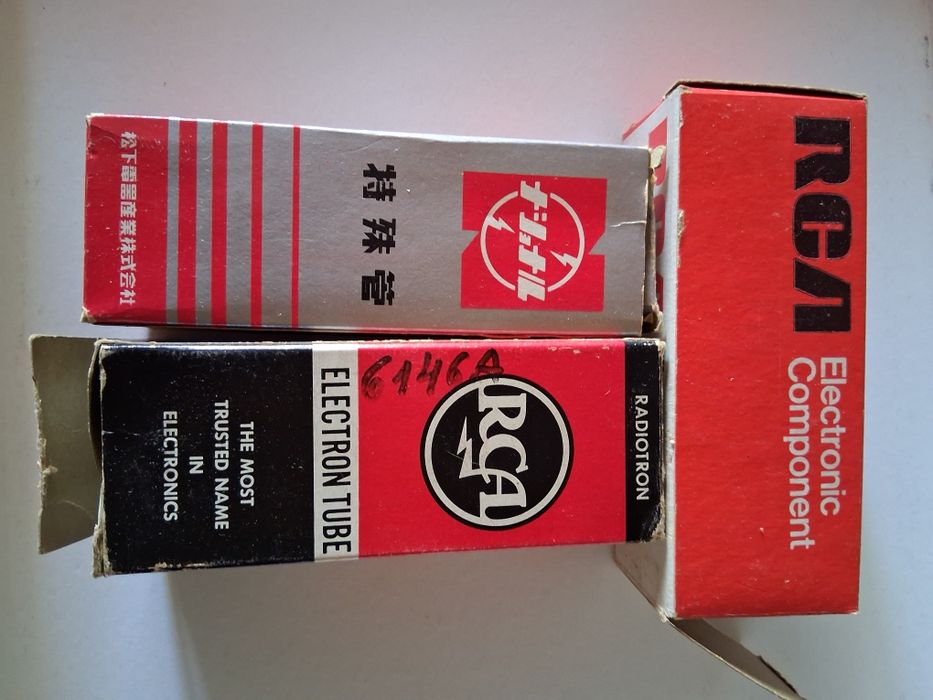 ナショナル
特殊管
松下電器産業株式会社
RADIOTRON
RCA
6146A
ELECTRON TUBE
THE MOST
TRUSTED NAME
IN
ELECTRONICS
RCA
Electronic
Component